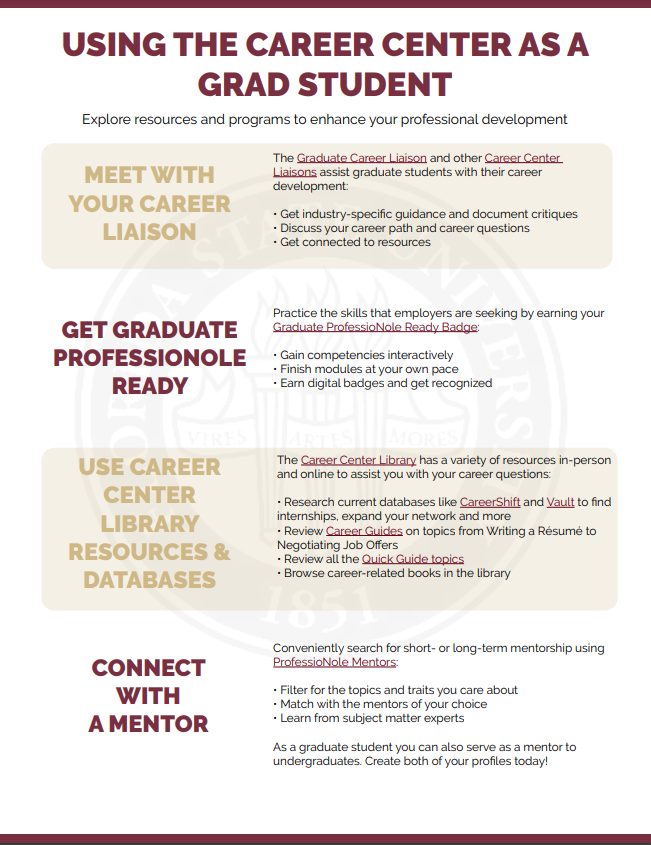 USING THE CAREER CENTER AS A
GRAD STUDENT
Explore resources and programs to enhance your professional development
MEET WITH
YOUR CAREER
LIAISON
The Graduate Career Liaison and other Career Center
Liaisons assist graduate students with their career
development:
• Get industry-specific guidance and document critiques
• Discuss your career path and career questions
• Get connected to resources
GET GRADUATE
PROFESSIONOLE
READY
Practice the skills that employers are seeking by earning your
Graduate ProfessioNole Ready Badge:
• Gain competencies interactively
• Finish modules at your own pace
• Earn digital badges and get recognized
USE CAREER
CENTER
LIBRARY
RESOURCES &
DATABASES
The Career Center Library has a variety of resources in-person
and online to assist you with your career questions:
• Research current databases like CareerShift and Vault to find
internships, expand your network and more
• Review Career Guides on topics from Writing a Résumé to
Negotiating Job Offers
• Review all the Quick Guide topics
• Browse career-related books in the library
CONNECT
WITH
A MENTOR
Conveniently search for short- or long-term mentorship using
ProfessioNole Mentors:
• Filter for the topics and traits you care about
• Match with the mentors of your choice
• Learn from subject matter experts
As a graduate student you can also serve as a mentor to
undergraduates. Create both of your profiles today!
VIRES ARTES MORES
1851